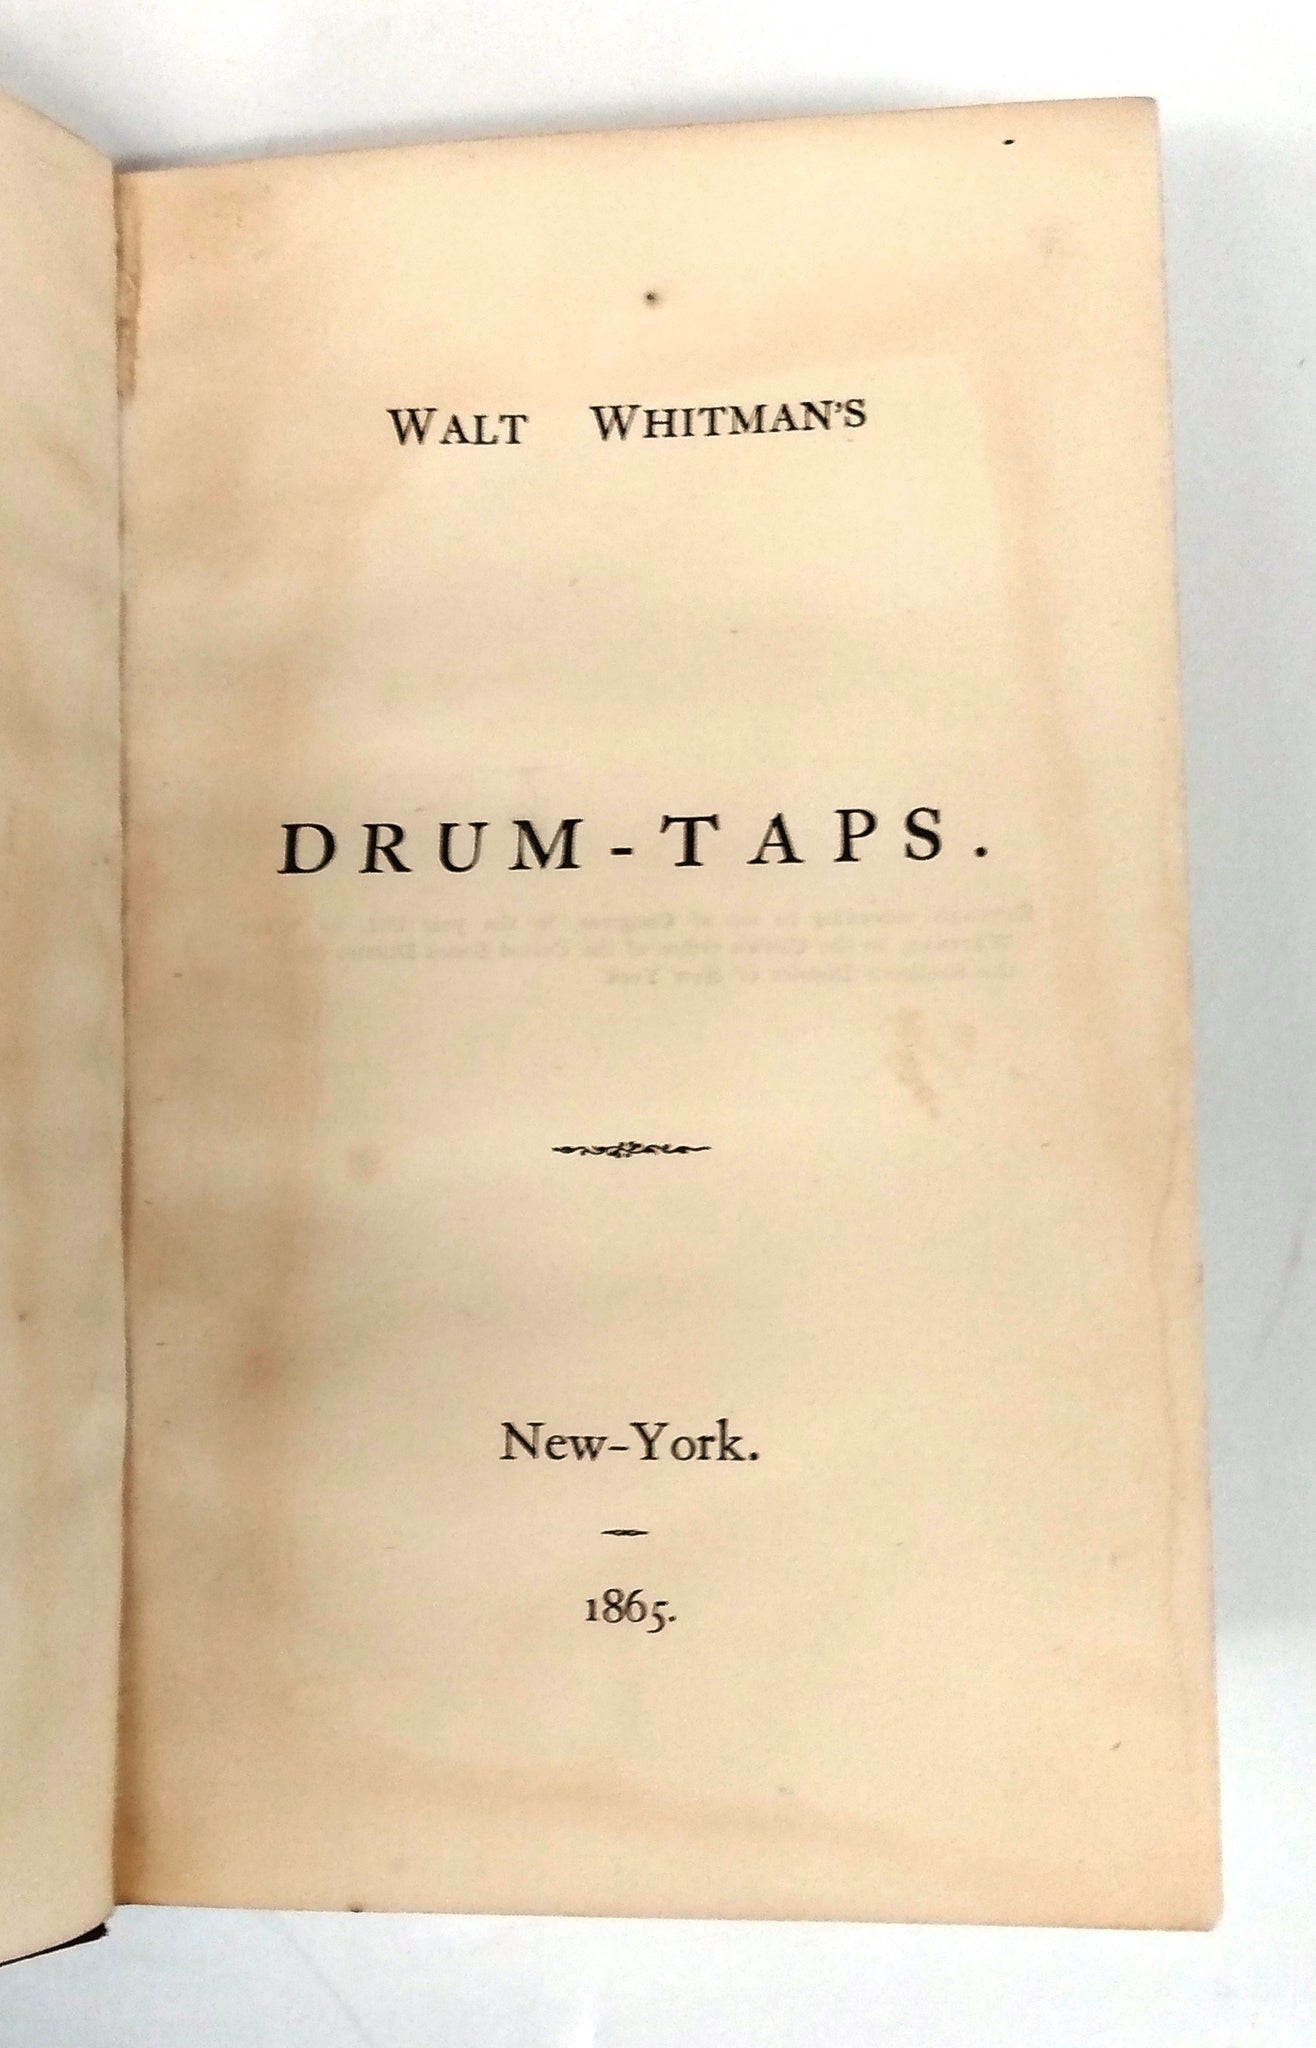 WALT WHITMAN'S
DRUM-TAPS.
New-York.
1865.